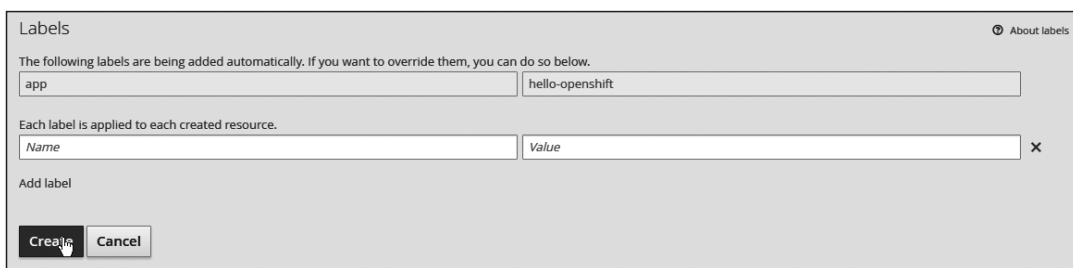 Labels
About labels
The following labels are being added automatically. If you want to override them, you can do so below.
app hello-openshift
Each label is applied to each created resource.
Name Value
Add label
Create Cancel